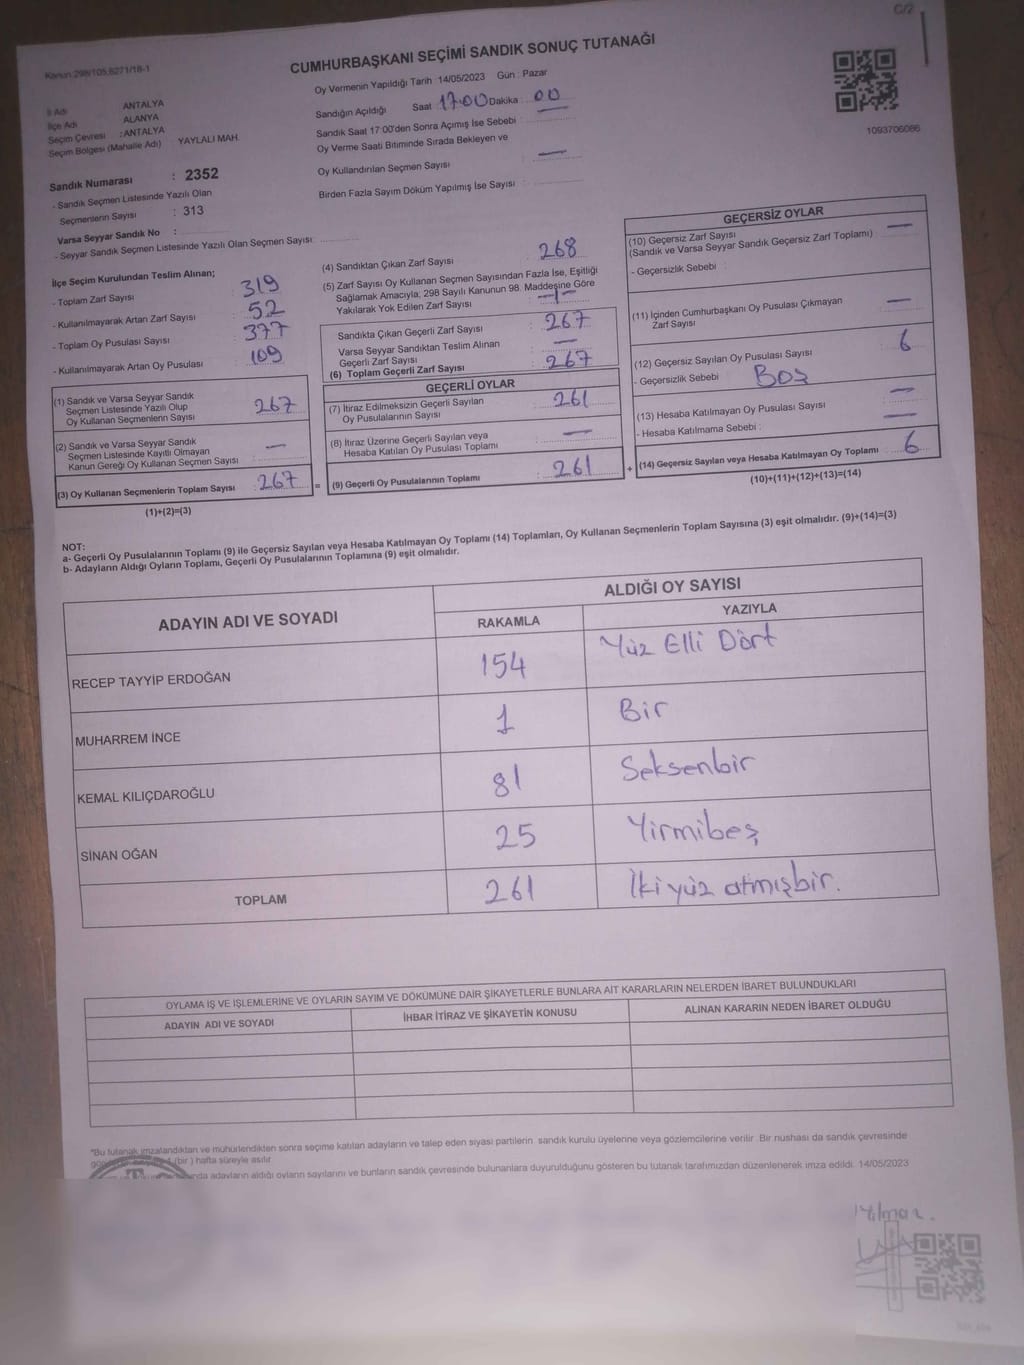 C/2
Kanun 298/105,6271/18-1
CUMHURBAŞKANI SEÇİMİ SANDIK SONUÇ TUTANAĞI
Oy Vermenin Yapıldığı Tarih : 14/05/2023 Gün : Pazar
İl Adı ANTALYA
İlçe Adı ALANYA
Seçim Çevresi : ANTALYA
Seçim Bölgesi (Mahalle Adı) YAYLALI MAH.
Sandığın Açıldığı Saat : 17.00 Dakika : 00
Sandık Saat 17 00'den Sonra Açımış İse Sebebi :
Oy Verme Saati Bitiminde Sırada Bekleyen ve
Oy Kullandırılan Seçmen Sayısı : —
Birden Fazla Sayım Döküm Yapılmış İse Sayısı :
1093706086
Sandık Numarası : 2352
- Sandık Seçmen Listesinde Yazılı Olan
Seçmenlerin Sayısı : 313
Varsa Seyyar Sandık No :
- Seyyar Sandık Seçmen Listesinde Yazılı Olan Seçmen Sayısı:
İlçe Seçim Kurulundan Teslim Alınan;
- Toplam Zarf Sayısı : 319
- Kullanılmayarak Artan Zarf Sayısı : 52
- Toplam Oy Pusulası Sayısı : 377
- Kullanılmayarak Artan Oy Pusulası : 109
(1) Sandık ve Varsa Seyyar Sandık
Seçmen Listesinde Yazılı Olup
Oy Kullanan Seçmenlerin Sayısı : 267
(2) Sandık ve Varsa Seyyar Sandık
Seçmen Listesinde Kayıtlı Olmayan
Kanun Gereği Oy Kullanan Seçmen Sayısı : —
(3) Oy Kullanan Seçmenlerin Toplam Sayısı : 267
(1)+(2)=(3)
(4) Sandıktan Çıkan Zarf Sayısı : 268
(5) Zarf Sayısı Oy Kullanan Seçmen Sayısından Fazla İse, Eşitliği
Sağlamak Amacıyla, 298 Sayılı Kanunun 98. Maddesine Göre
Yakılarak Yok Edilen Zarf Sayısı : —1—
Sandıkta Çıkan Geçerli Zarf Sayısı : 267
Varsa Seyyar Sandıktan Teslim Alınan
Geçerli Zarf Sayısı : —
(6) Toplam Geçerli Zarf Sayısı : 267
GEÇERLİ OYLAR
(7) İtiraz Edilmeksizin Geçerli Sayılan
Oy Pusulalarının Sayısı : 261
(8) İtiraz Üzerine Geçerli Sayılan veya
Hesaba Katılan Oy Pusulası Toplamı : —
= (9) Geçerli Oy Pusulalarının Toplamı : 261
GEÇERSİZ OYLAR
(10) Geçersiz Zarf Sayısı
(Sandık ve Varsa Seyyar Sandık Geçersiz Zarf Toplamı) : —
- Geçersizlik Sebebi :
(11) İçinden Cumhurbaşkanı Oy Pusulası Çıkmayan
Zarf Sayısı : —
(12) Geçersiz Sayılan Oy Pusulası Sayısı : 6
- Geçersizlik Sebebi : Boş
(13) Hesaba Katılmayan Oy Pusulası Sayısı : —
- Hesaba Katılmama Sebebi : —
+ (14) Geçersiz Sayılan veya Hesaba Katılmayan Oy Toplamı : 6
(10)+(11)+(12)+(13)=(14)
NOT:
a- Geçerli Oy Pusulalarının Toplamı (9) ile Geçersiz Sayılan veya Hesaba Katılmayan Oy Toplamı (14) Toplamları, Oy Kullanan Seçmenlerin Toplam Sayısına (3) eşit olmalıdır. (9)+(14)=(3)
b- Adayların Aldığı Oyların Toplamı, Geçerli Oy Pusulalarının Toplamına (9) eşit olmalıdır.
ADAYIN ADI VE SOYADI
ALDIĞI OY SAYISI
RAKAMLA YAZIYLA
RECEP TAYYİP ERDOĞAN 154 Yüz Elli Dört
MUHARREM İNCE 1 Bir
KEMAL KILIÇDAROĞLU 81 Seksenbir
SİNAN OĞAN 25 Yirmibeş
TOPLAM 261 İkiyüz atmışbir.
OYLAMA İŞ VE İŞLEMLERİNE VE OYLARIN SAYIM VE DÖKÜMÜNE DAİR ŞİKAYETLERLE BUNLARA AİT KARARLARIN NELERDEN İBARET BULUNDUKLARI
ADAYIN ADI VE SOYADI İHBAR İTİRAZ VE ŞİKAYETİN KONUSU ALINAN KARARIN NEDEN İBARET OLDUĞU
*Bu tutanak imzalandıktan ve mühürlendikten sonra seçime katılan adayların ve talep eden siyasi partilerin sandık kurulu üyelerine veya gözlemcilerine verilir. Bir nüshası da sandık çevresinde
(bir) hafta süreyle asılır.
adayların aldığı oyların sayılarını ve bunların sandık çevresinde bulunanlara duyurulduğunu gösteren bu tutanak tarafımızdan düzenlenerek imza edildi. 14/05/2023
Yılmaz.